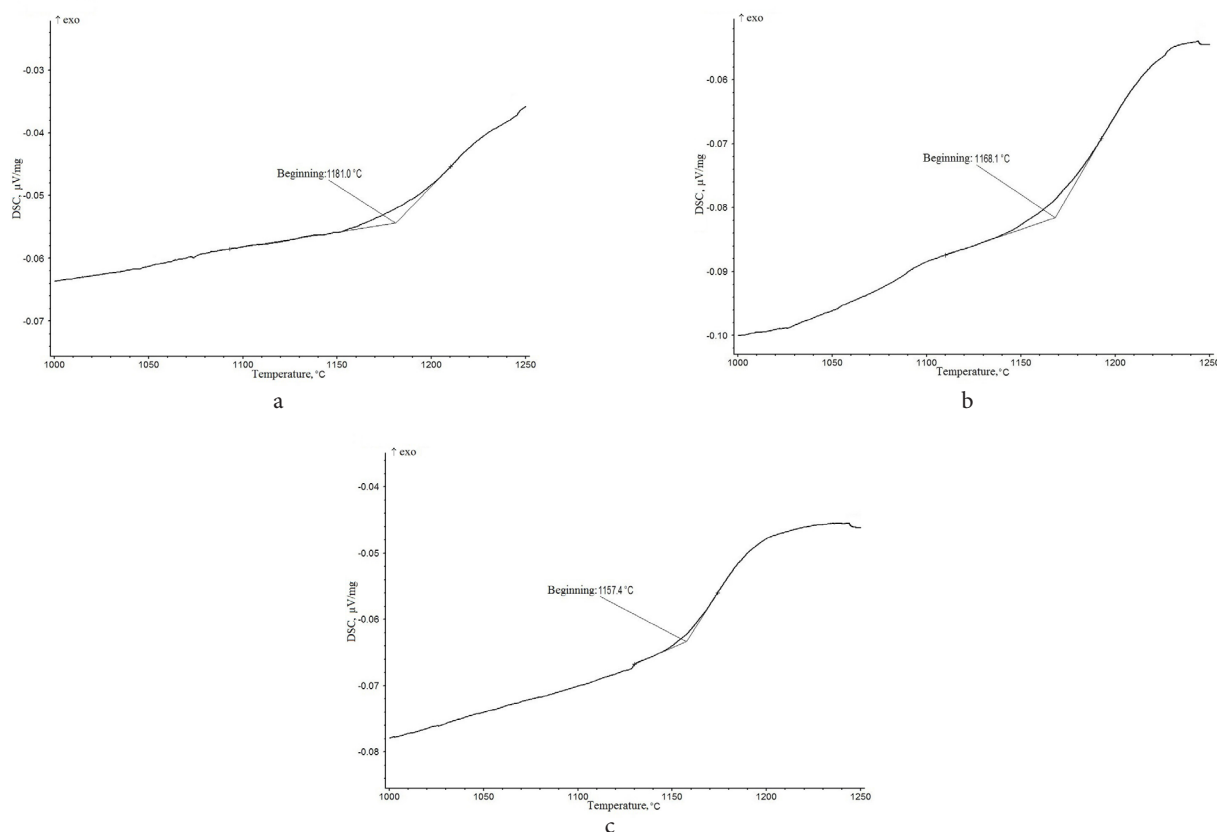 ↑ exo
-0.03
-0.04
-0.05
-0.06
-0.07
DSC, µV/mg
Beginning:1181.0 °C
1000 1050 1100 1150 1200 1250
Temperature,°C
a
↑ exo
-0.06
-0.07
-0.08
-0.09
-0.10
DSC, µV/mg
Beginning:1168.1 °C
1000 1050 1100 1150 1200 1250
Temperature,°C
b
↑ exo
-0.04
-0.05
-0.06
-0.07
-0.08
DSC, µV/mg
Beginning:1157.4 °C
1000 1050 1100 1150 1200 1250
Temperature,°C
c